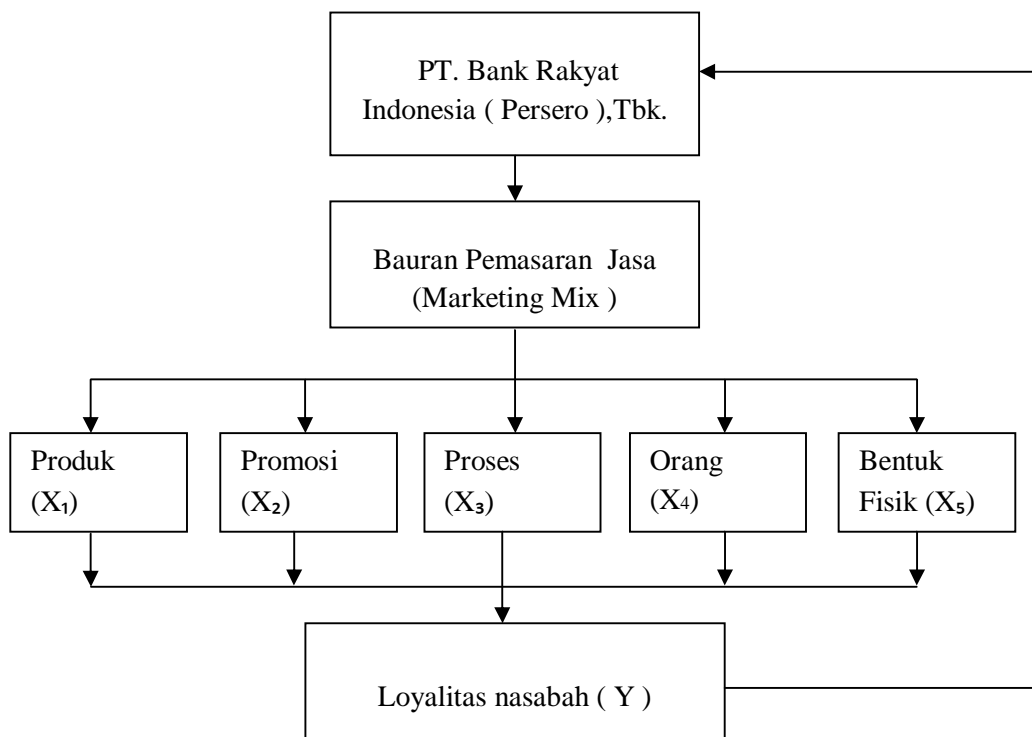 PT. Bank Rakyat
Indonesia ( Persero ),Tbk.
Bauran Pemasaran Jasa
(Marketing Mix )
Produk
(X₁)
Promosi
(X₂)
Proses
(X₃)
Orang
(X4)
Bentuk
Fisik (X₅)
Loyalitas nasabah ( Y )